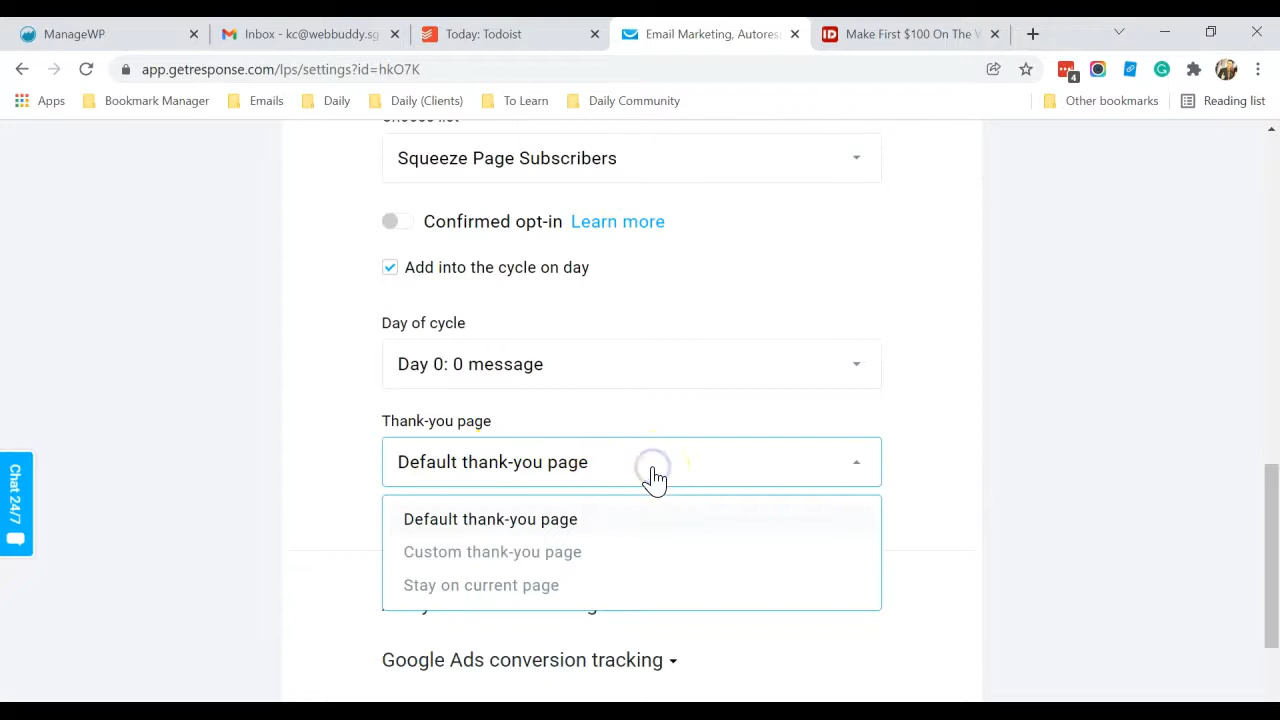 ManageWP
Inbox - kc@webbuddy.sg
Today: Todoist
Email Marketing, Autores
Make First $100 On The
app.getresponse.com/lps/settings?id=hkO7K
4
Apps
Bookmark Manager
Emails
Daily
Daily (Clients)
To Learn
Daily Community
Other bookmarks
Reading list
Squeeze Page Subscribers
Confirmed opt-in Learn more
Add into the cycle on day
Day of cycle
Day 0: 0 message
Thank-you page
Default thank-you page
Default thank-you page
Custom thank-you page
Stay on current page
Google Ads conversion tracking
Chat 24/7